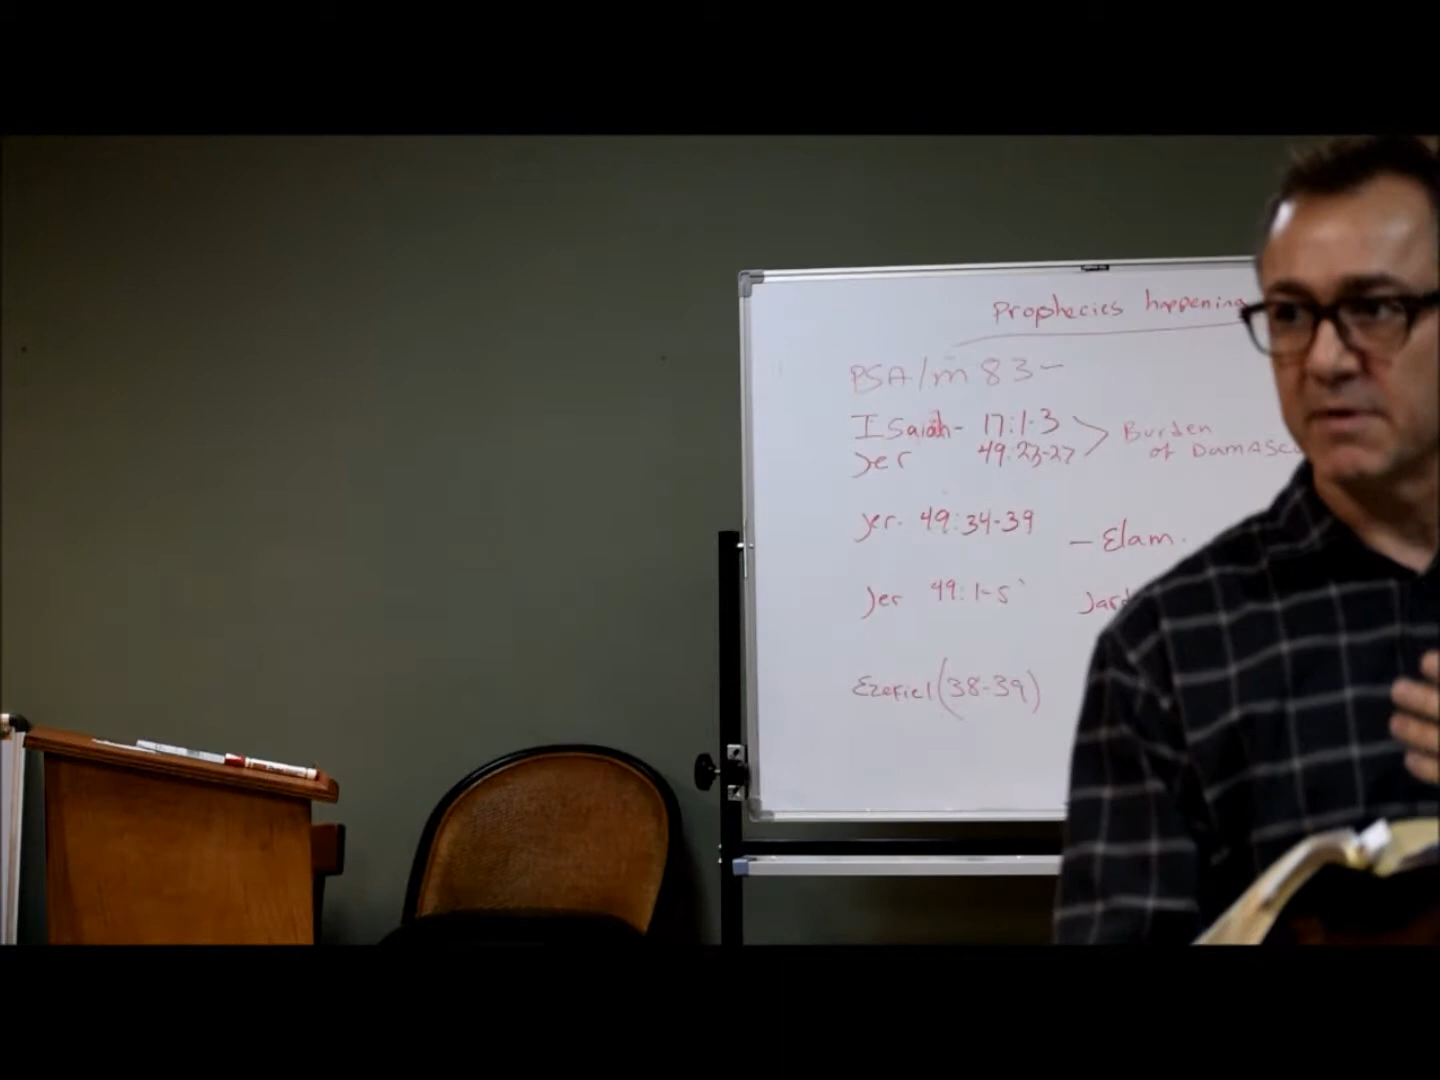 Prophecies happening
PSAlm 83-
ISaiah- 17:1-3
Jer 49:23-27
Burden
of DAMASC
Jer. 49:34-39
- Elam.
Jer 49:1-5
Jard
Ezekiel (38-39)